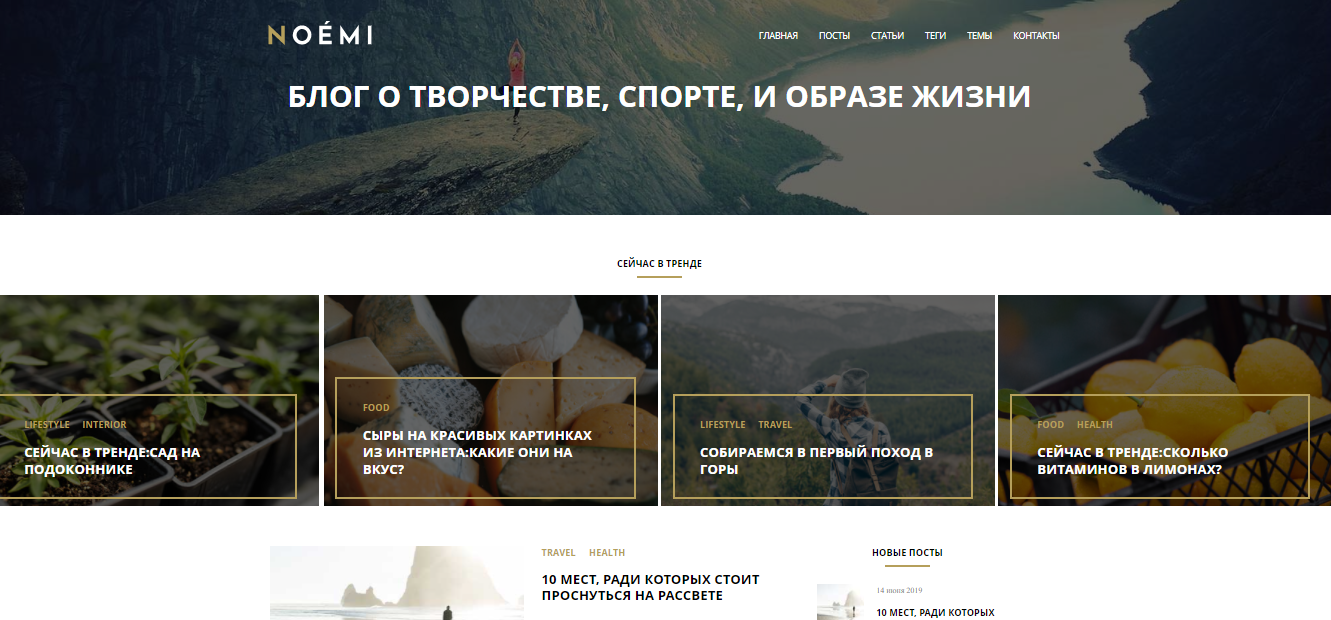 NOÉMI
ГЛАВНАЯ ПОСТЫ СТАТЬИ ТЕГИ ТЕМЫ КОНТАКТЫ
БЛОГ О ТВОРЧЕСТВЕ, СПОРТЕ, И ОБРАЗЕ ЖИЗНИ
СЕЙЧАС В ТРЕНДЕ
LIFESTYLE INTERIOR
СЕЙЧАС В ТРЕНДЕ:САД НА
ПОДОКОННИКЕ
FOOD
СЫРЫ НА КРАСИВЫХ КАРТИНКАХ
ИЗ ИНТЕРНЕТА:КАКИЕ ОНИ НА
ВКУС?
LIFESTYLE TRAVEL
СОБИРАЕМСЯ В ПЕРВЫЙ ПОХОД В
ГОРЫ
FOOD HEALTH
СЕЙЧАС В ТРЕНДЕ:СКОЛЬКО
ВИТАМИНОВ В ЛИМОНАХ?
TRAVEL HEALTH
10 МЕСТ, РАДИ КОТОРЫХ СТОИТ
ПРОСНУТЬСЯ НА РАССВЕТЕ
НОВЫЕ ПОСТЫ
14 июня 2019
10 МЕСТ, РАДИ КОТОРЫХ